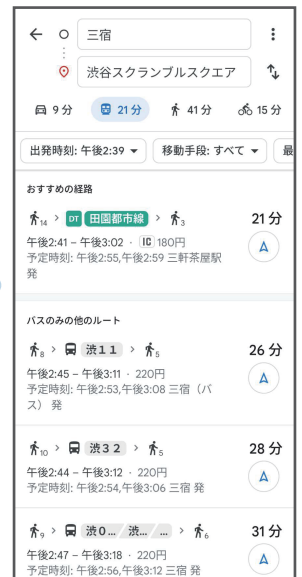 三宿
渋谷スクランブルスクエア
9 分 21 分 41 分 15 分
出発時刻: 午後2:39 移動手段: すべて 最
おすすめの経路
14 DT 田園都市線 3 21 分
午後2:41 – 午後3:02 · IC 180円
予定時刻: 午後2:55,午後2:59 三軒茶屋駅
発
バスのみの他のルート
8 渋11 5 26 分
午後2:45 – 午後3:11 · 220円
予定時刻: 午後2:53,午後3:08 三宿（バ
ス） 発
10 渋32 5 28 分
午後2:44 – 午後3:12 · 220円
予定時刻: 午後2:54,午後3:06 三宿 発
9 渋0... 渋... ... 6 31 分
午後2:47 – 午後3:18 · 220円
予定時刻: 午後2:56,午後3:12 三宿 発